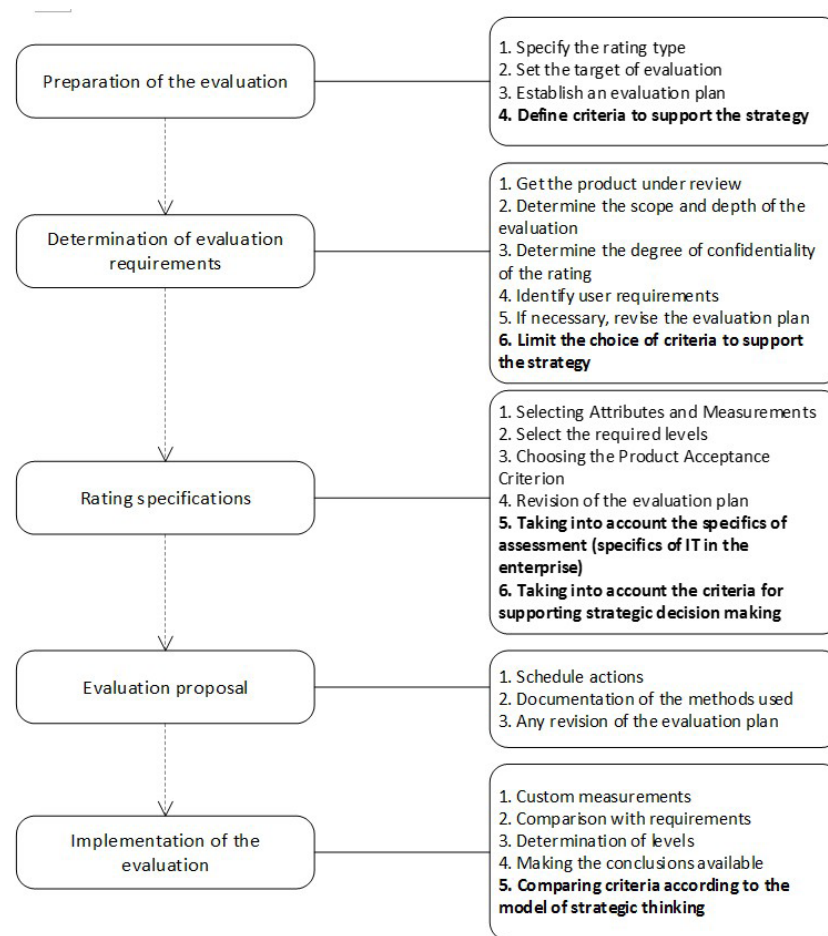 Preparation of the evaluation
1. Specify the rating type
2. Set the target of evaluation
3. Establish an evaluation plan
4. Define criteria to support the strategy
Determination of evaluation
requirements
1. Get the product under review
2. Determine the scope and depth of the
evaluation
3. Determine the degree of confidentiality
of the rating
4. Identify user requirements
5. If necessary, revise the evaluation plan
6. Limit the choice of criteria to support
the strategy
Rating specifications
1. Selecting Attributes and Measurements
2. Select the required levels
3. Choosing the Product Acceptance
Criterion
4. Revision of the evaluation plan
5. Taking into account the specifics of
assessment (specifics of IT in the
enterprise)
6. Taking into account the criteria for
supporting strategic decision making
Evaluation proposal
1. Schedule actions
2. Documentation of the methods used
3. Any revision of the evaluation plan
Implementation of the
evaluation
1. Custom measurements
2. Comparison with requirements
3. Determination of levels
4. Making the conclusions available
5. Comparing criteria according to the
model of strategic thinking